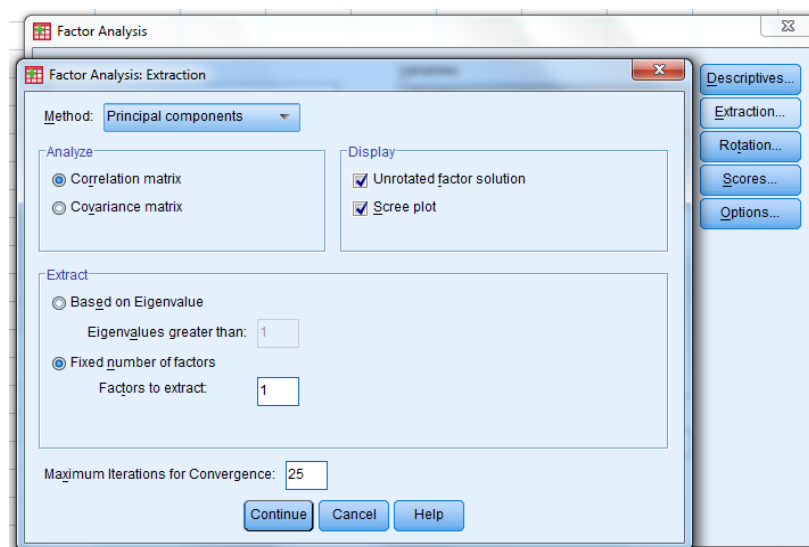 Factor Analysis
Factor Analysis: Extraction
Descriptives...
Extraction...
Rotation...
Scores...
Options...
Method: Principal components
Analyze
Correlation matrix
Covariance matrix
Display
Unrotated factor solution
Scree plot
Extract
Based on Eigenvalue
Eigenvalues greater than: 1
Fixed number of factors
Factors to extract: 1
Maximum Iterations for Convergence: 25
Continue Cancel Help